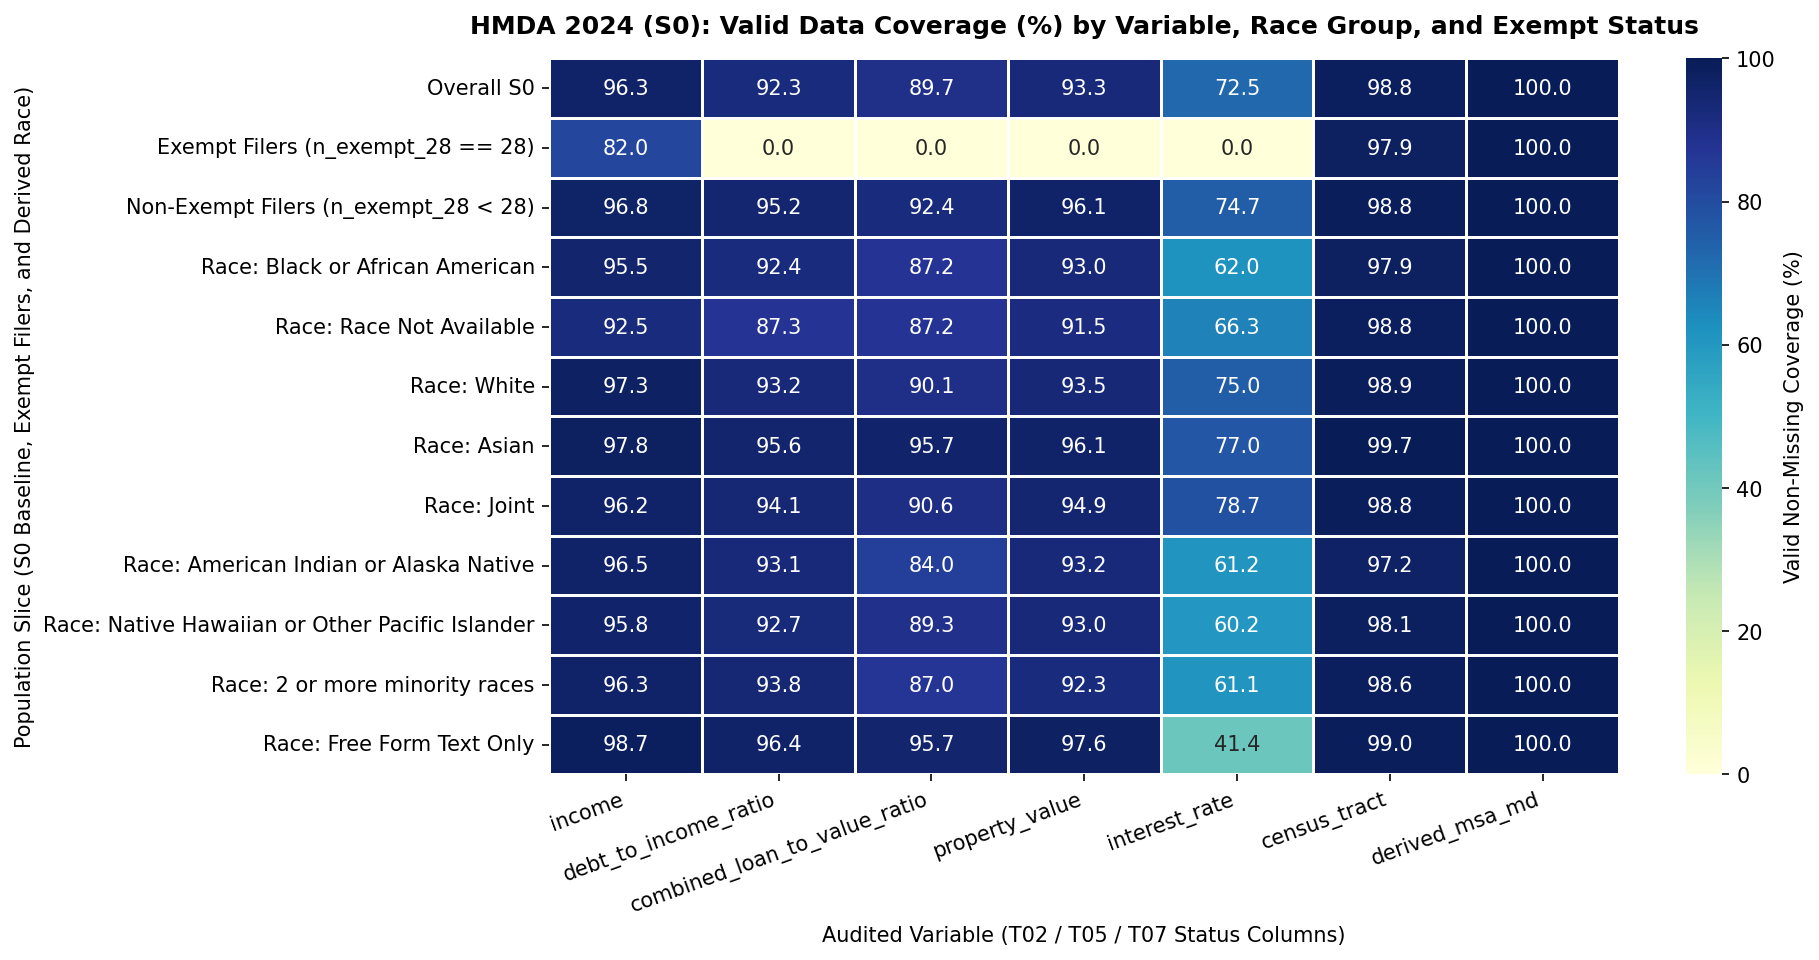 HMDA 2024 (S0): Valid Data Coverage (%) by Variable, Race Group, and Exempt Status
Population Slice (S0 Baseline, Exempt Filers, and Derived Race)
Overall S0 96.3 92.3 89.7 93.3 72.5 98.8 100.0
Exempt Filers (n_exempt_28 == 28) 82.0 0.0 0.0 0.0 0.0 97.9 100.0
Non-Exempt Filers (n_exempt_28 < 28) 96.8 95.2 92.4 96.1 74.7 98.8 100.0
Race: Black or African American 95.5 92.4 87.2 93.0 62.0 97.9 100.0
Race: Race Not Available 92.5 87.3 87.2 91.5 66.3 98.8 100.0
Race: White 97.3 93.2 90.1 93.5 75.0 98.9 100.0
Race: Asian 97.8 95.6 95.7 96.1 77.0 99.7 100.0
Race: Joint 96.2 94.1 90.6 94.9 78.7 98.8 100.0
Race: American Indian or Alaska Native 96.5 93.1 84.0 93.2 61.2 97.2 100.0
Race: Native Hawaiian or Other Pacific Islander 95.8 92.7 89.3 93.0 60.2 98.1 100.0
Race: 2 or more minority races 96.3 93.8 87.0 92.3 61.1 98.6 100.0
Race: Free Form Text Only 98.7 96.4 95.7 97.6 41.4 99.0 100.0
income
debt_to_income_ratio
combined_loan_to_value_ratio
property_value
interest_rate
census_tract
derived_msa_md
Audited Variable (T02 / T05 / T07 Status Columns)
100
80
60
40
20
0
Valid Non-Missing Coverage (%)